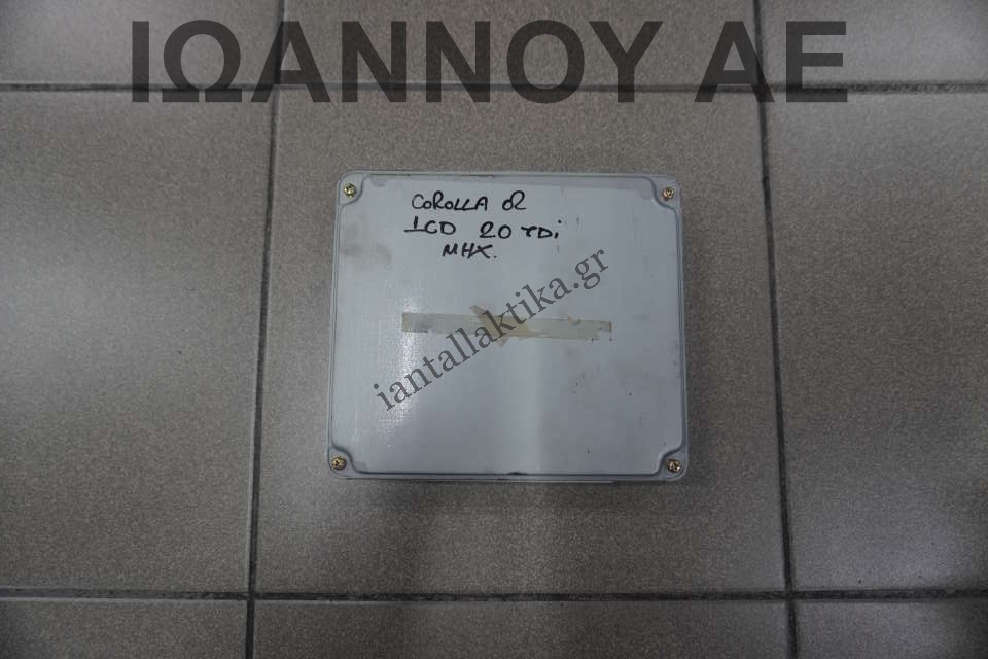 ΙΩΑΝΝΟΥ ΑΕ
COROLLA 02
1CD 20 TDi
ΜΗΧ.
iantallaktika.gr